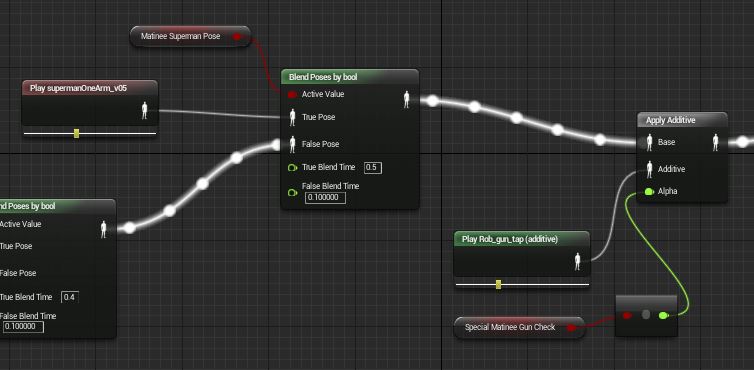 Matinee Superman Pose
Play supermanOneArm_v05
Blend Poses by bool
Active Value
True Pose
False Pose
True Blend Time 0.5
False Blend Time
0.100000
Apply Additive
Base
Additive
Alpha
nd Poses by bool
Active Value
True Pose
False Pose
True Blend Time 0.4
False Blend Time
0.100000
Play Rob_gun_tap (additive)
Special Matinee Gun Check